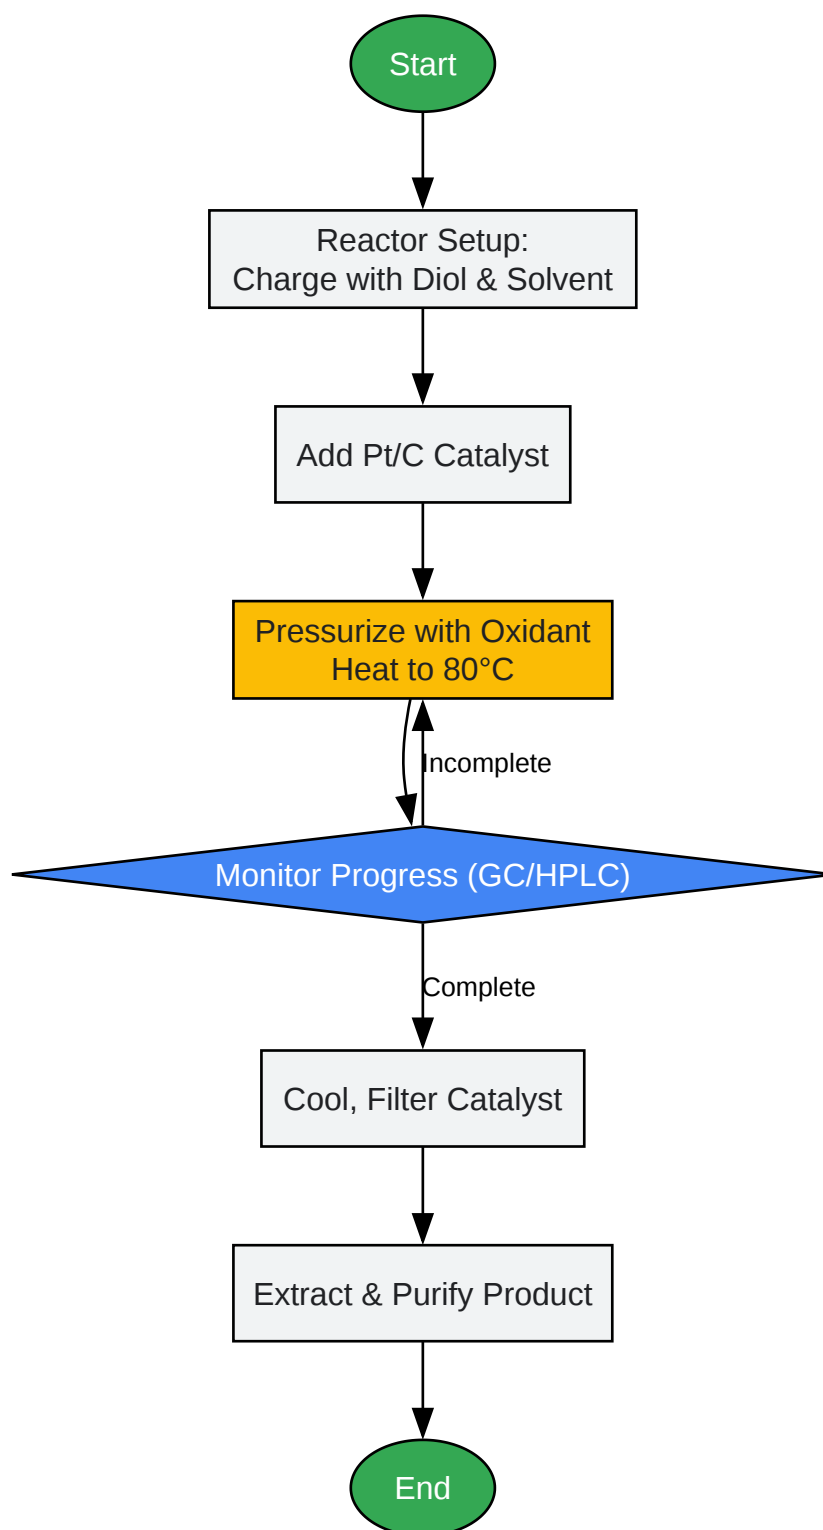 Start
Reactor Setup:
Charge with Diol & Solvent
Add Pt/C Catalyst
Pressurize with Oxidant
Heat to 80°C
Incomplete
Monitor Progress (GC/HPLC)
Complete
Cool, Filter Catalyst
Extract & Purify Product
End